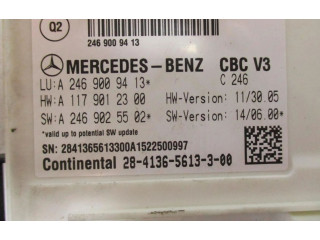 Q2
246 900 94 13
MERCEDES-BENZ CBC V3
LU: A 246 900 94 13* C 246
HW: A 117 901 23 00 HW-Version: 11/30.05
SW: A 246 902 55 02* SW-Version: 14/06.00*
*valid up to potential SW update
SN: 2841365613300A1522500997
Continental 28-4136-5613-3-00